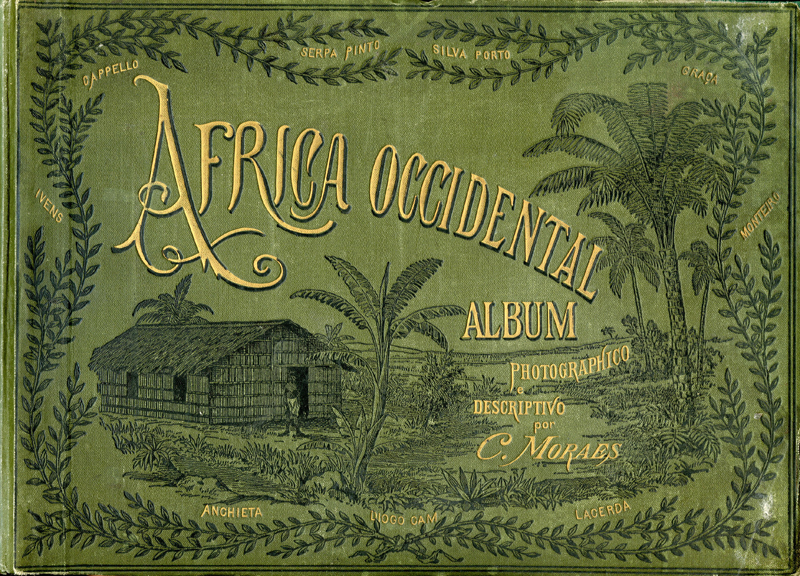 CAPPELLO
SERPA PINTO
SILVA PORTO
GRAÇA
IVENS
MONTEIRO
AFRICA OCCIDENTAL
ALBUM
PHOTOGRAPHICO
e
DESCRIPTIVO
por
C. MORAES
ANCHIETA
DIOGO CAM
LACERDA